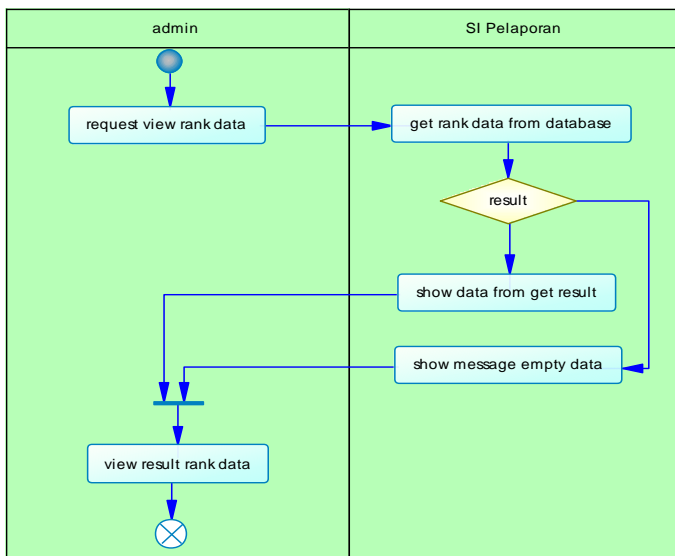 admin
SI Pelaporan
request view rank data
get rank data from database
result
show data from get result
show message empty data
view result rank data